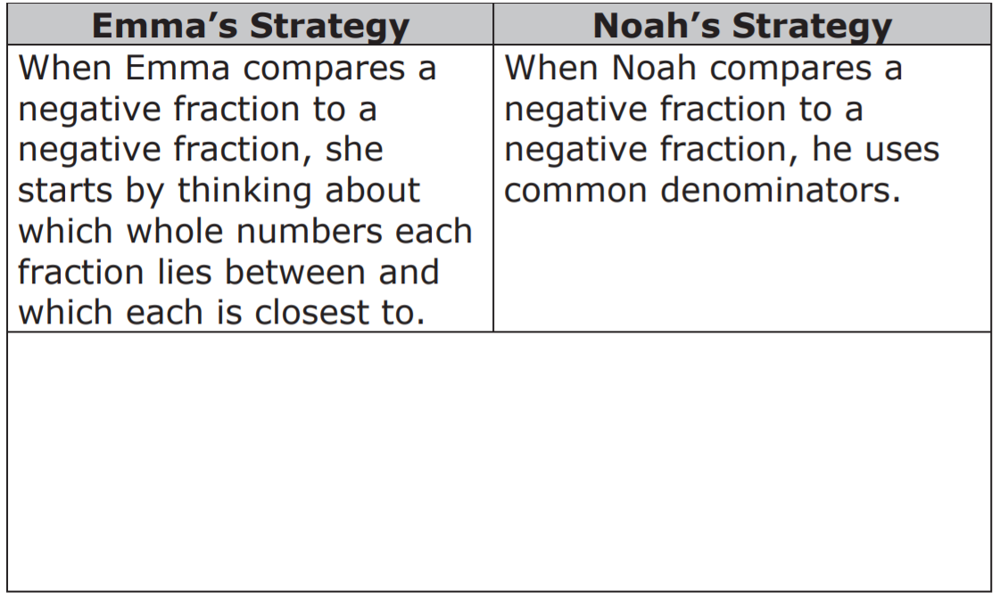 Emma’s Strategy
Noah’s Strategy
When Emma compares a
negative fraction to a
negative fraction, she
starts by thinking about
which whole numbers each
fraction lies between and
which each is closest to.
When Noah compares a
negative fraction to a
negative fraction, he uses
common denominators.